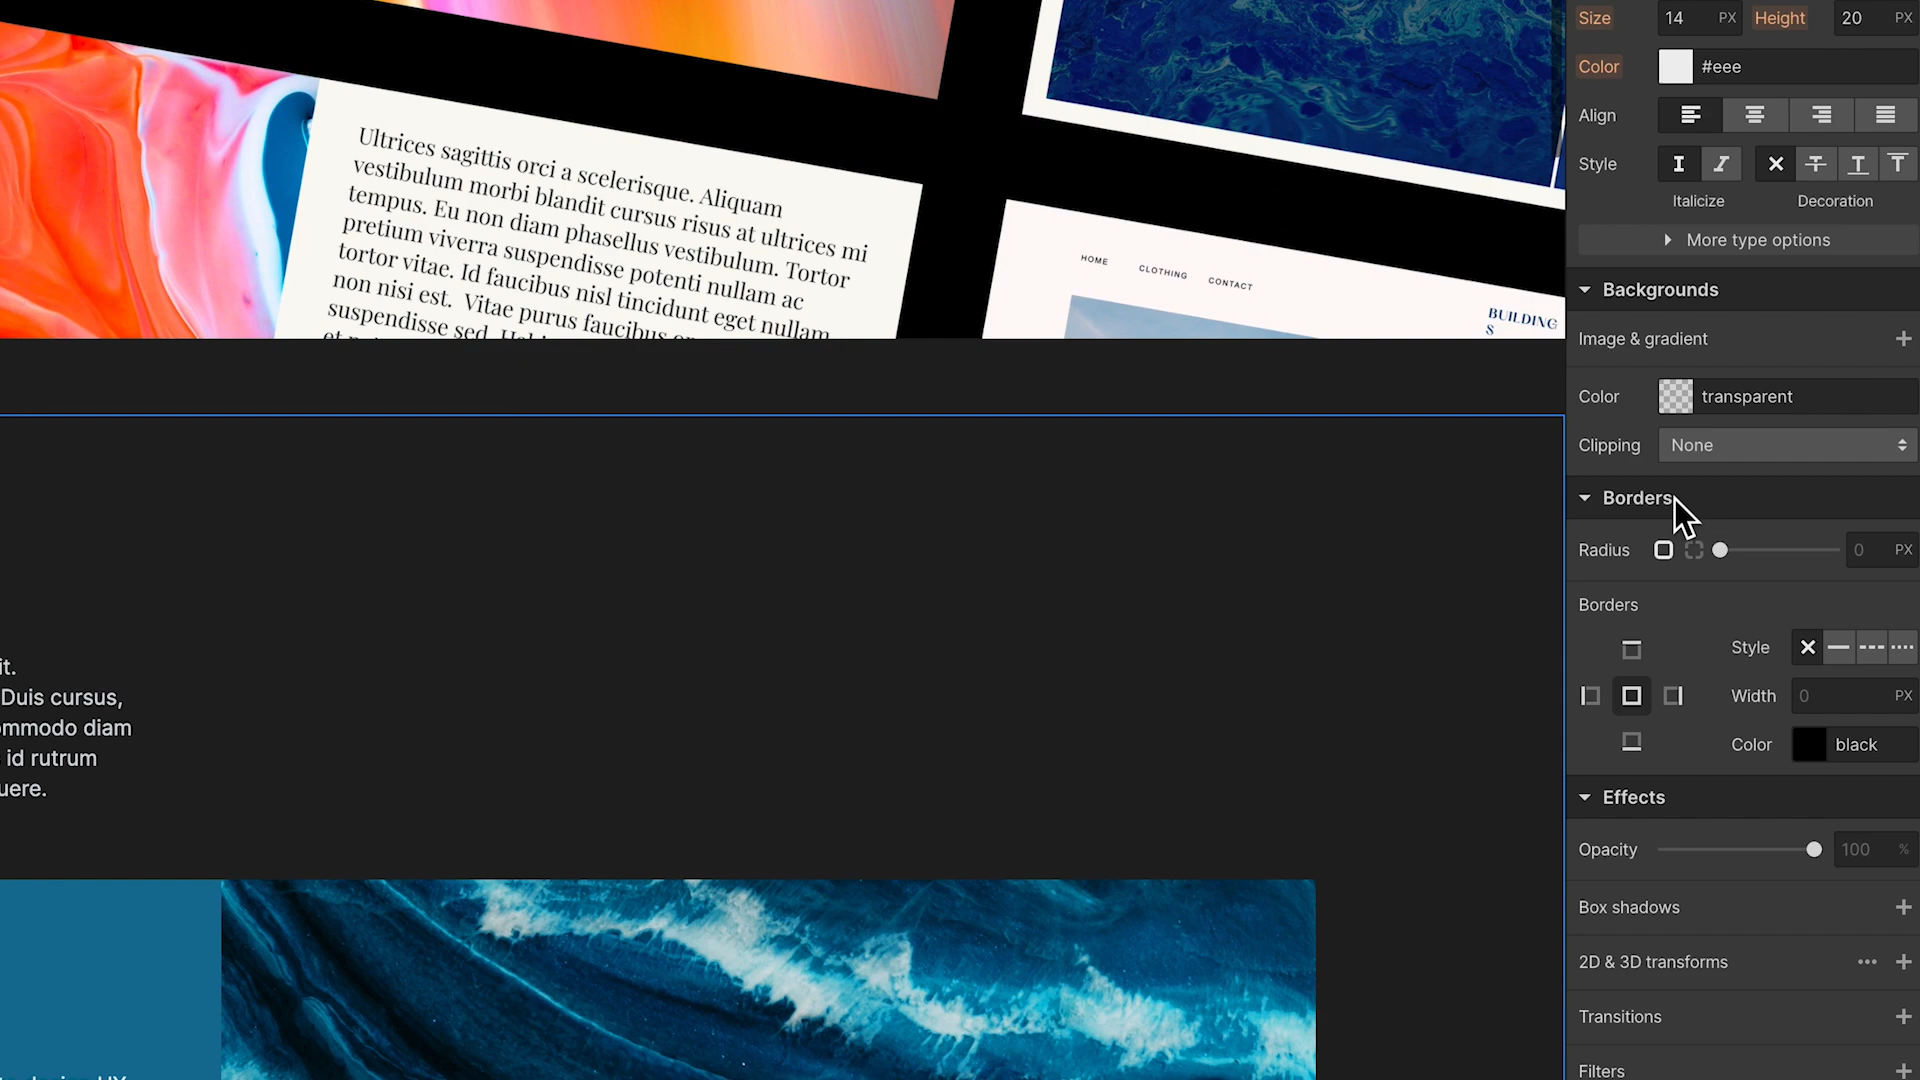 Ultrices sagittis orci a scelerisque. Aliquam
vestibulum morbi blandit cursus risus at ultrices mi
tempus. Eu non diam phasellus vestibulum. Tortor
pretium viverra suspendisse potenti nullam ac
tortor vitae. Id faucibus nisl tincidunt eget nullam
non nisi est. Vitae purus faucibus
suspendisse sed.
HOME CLOTHING CONTACT
BUILDING
S
it.
Duis cursus,
ommodo diam
id rutrum
uere.
Size 14 PX Height 20 PX
Color #eee
Align
Style
Italicize Decoration
More type options
Backgrounds
Image & gradient
Color transparent
Clipping None
Borders
Radius 0 PX
Borders
Style
Width 0 PX
Color black
Effects
Opacity 100 %
Box shadows
2D & 3D transforms
Transitions
Filters